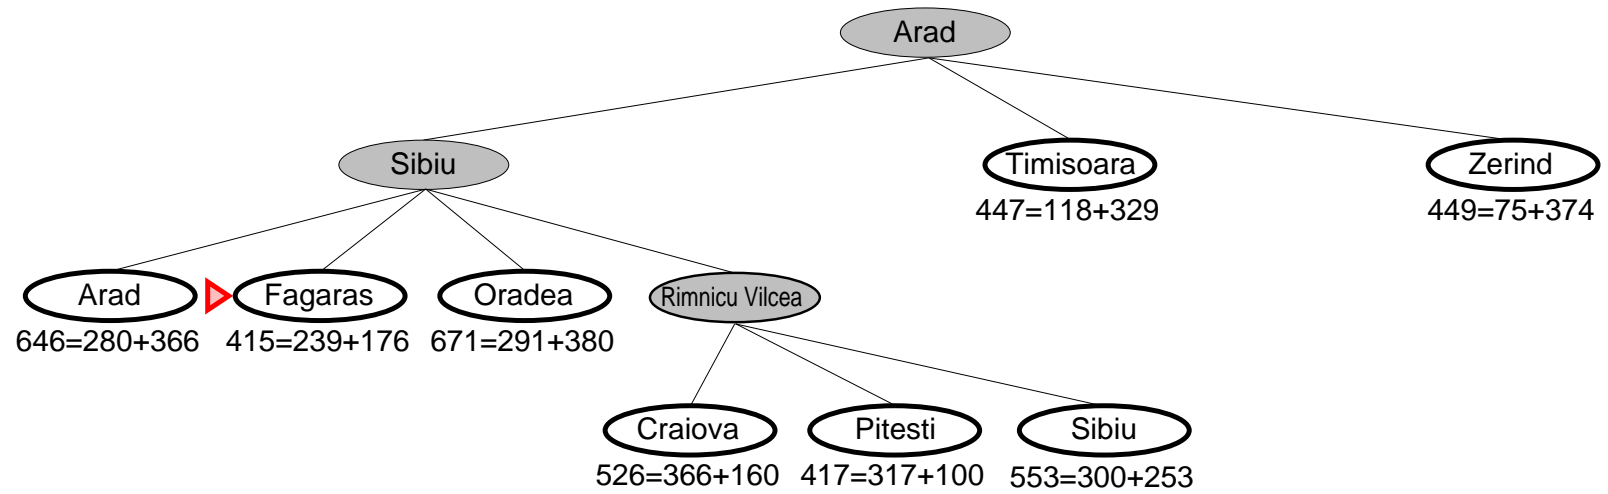 Arad
Sibiu
Timisoara
Zerind
447=118+329
449=75+374
Arad
Fagaras
Oradea
Rimnicu Vilcea
646=280+366
415=239+176
671=291+380
Craiova
Pitesti
Sibiu
526=366+160
417=317+100
553=300+253